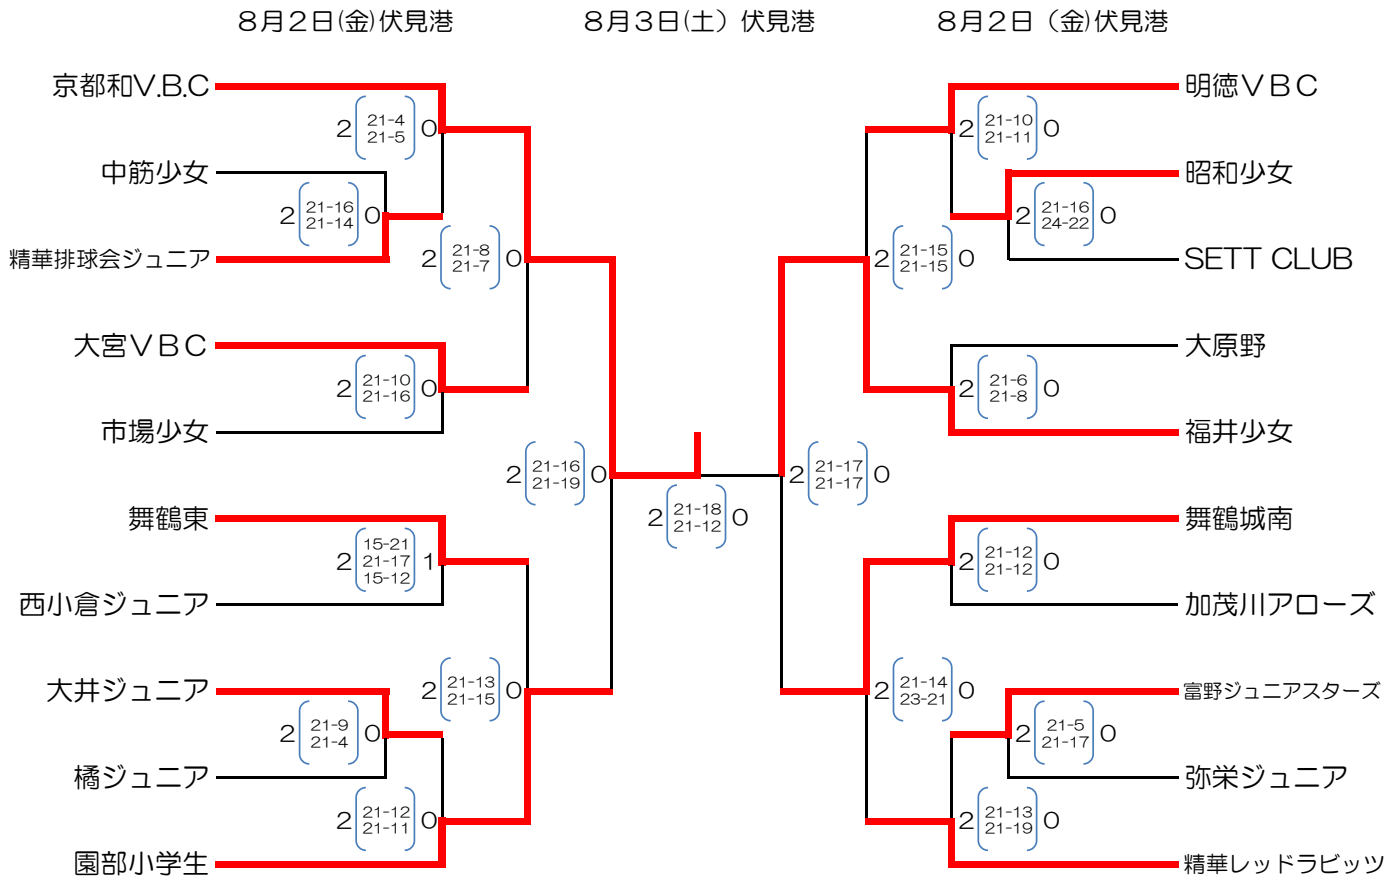 ８月２日(金)伏見港
８月３日(土）伏見港
８月２日（金)伏見港
京都和V.B.C
2 21-4 0
21-5
中筋少女
2 21-16 0
21-14
精華排球会ジュニア
2 21-8 0
21-7
大宮ＶＢＣ
2 21-10 0
21-16
市場少女
2 21-16 0
21-19
舞鶴東
2 15-21 1
21-17
15-12
西小倉ジュニア
大井ジュニア
2 21-13 0
21-15
2 21-9 0
21-4
橘ジュニア
2 21-12 0
21-11
園部小学生
2 21-18 0
21-12
明徳ＶＢＣ
2 21-10 0
21-11
昭和少女
2 21-16 0
24-22
SETT CLUB
2 21-15 0
21-15
大原野
2 21-6 0
21-8
福井少女
2 21-17 0
21-17
舞鶴城南
2 21-12 0
21-12
加茂川アローズ
2 21-14 0
23-21
富野ジュニアスターズ
2 21-5 0
21-17
弥栄ジュニア
2 21-13 0
21-19
精華レッドラビッツ